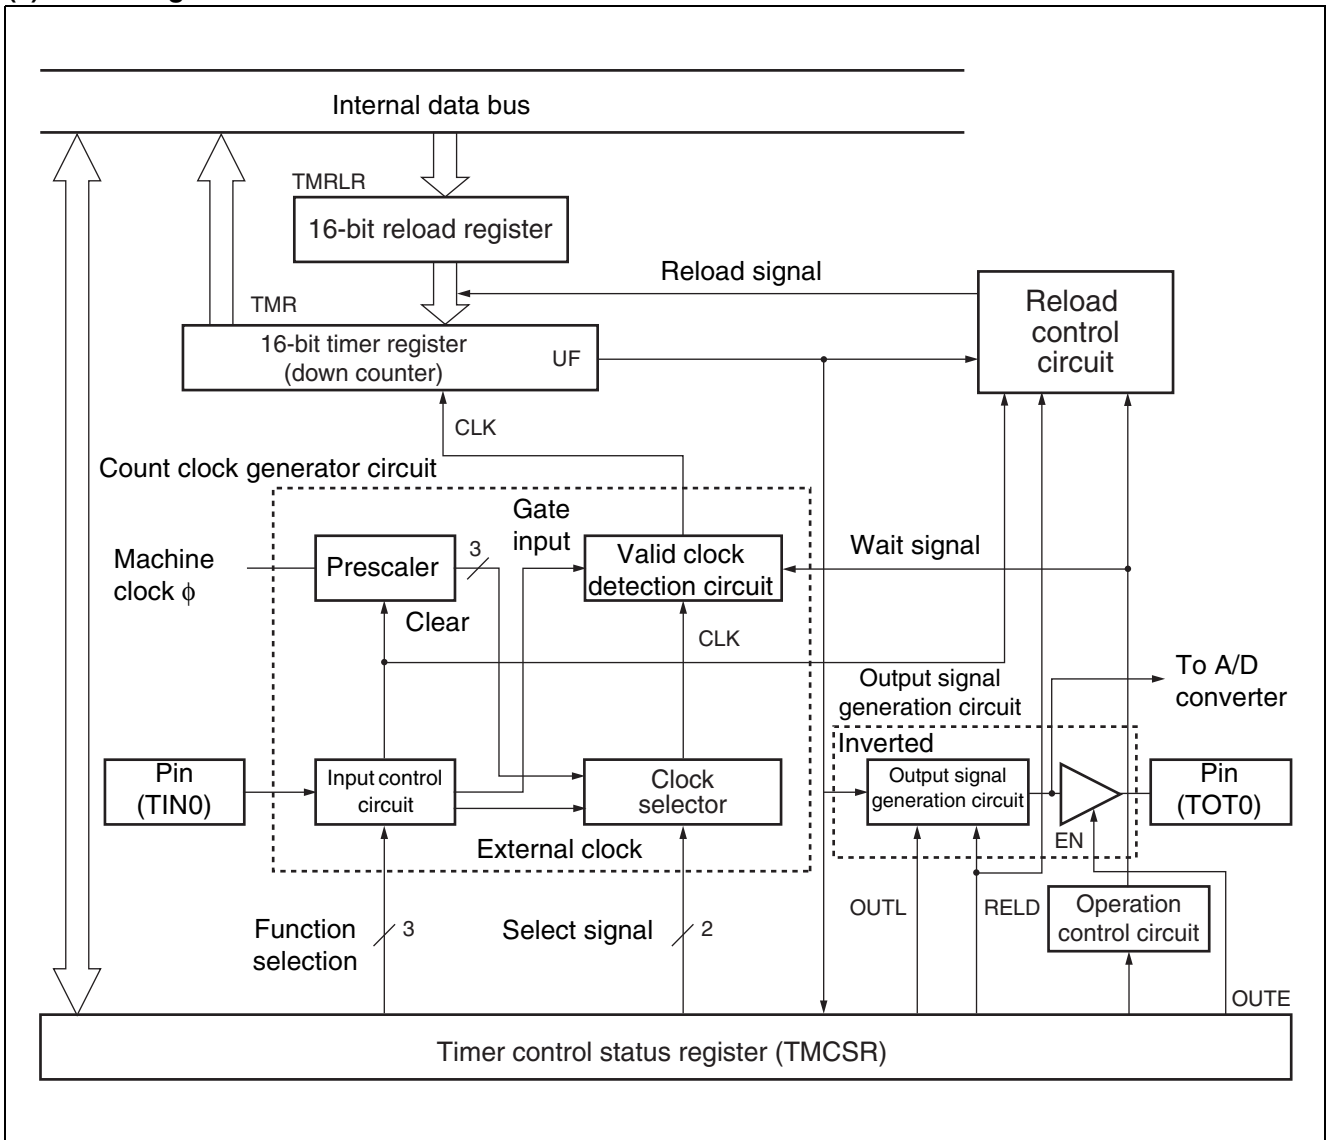 Internal data bus
TMRLR
16-bit reload register
Reload signal
TMR
16-bit timer register
(down counter)
UF
Reload
control
circuit
CLK
Count clock generator circuit
Gate
input
Machine
clock ϕ
Prescaler
3
Valid clock
detection circuit
Wait signal
Clear
CLK
To A/D
converter
Output signal
generation circuit
Inverted
Pin
(TIN0)
Input control
circuit
Clock
selector
Output signal
generation circuit
Pin
(TOT0)
EN
External clock
Function
selection
3
Select signal
2
OUTL
RELD
Operation
control circuit
OUTE
Timer control status register (TMCSR)